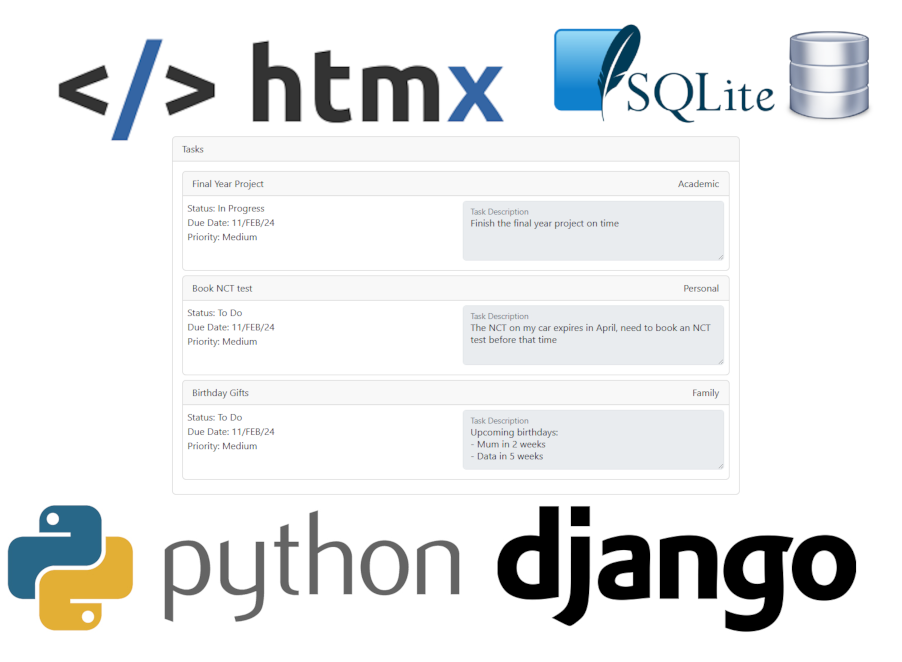 </> htmx
SQLite
Tasks
Final Year Project Academic
Status: In Progress
Due Date: 11/FEB/24
Priority: Medium
Task Description
Finish the final year project on time
Book NCT test Personal
Status: To Do
Due Date: 11/FEB/24
Priority: Medium
Task Description
The NCT on my car expires in April, need to book an NCT
test before that time
Birthday Gifts Family
Status: To Do
Due Date: 11/FEB/24
Priority: Medium
Task Description
Upcoming birthdays:
- Mum in 2 weeks
- Data in 5 weeks
python
django